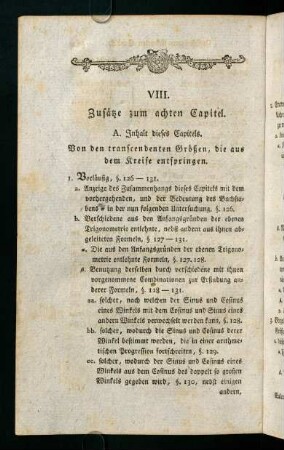 VIII.
Zusätze zum achten Capitel.
A. Inhalt dieses Capitels.
Von den transcendenten Größen, die aus
dem Kreise entspringen.
1. Vorläufig, §. 126 — 131.
a. Anzeige des Zusammenhangs dieses Capitels mit dem
vorhergehenden, und der Bedeutung des Buchsta-
bens in der nun folgenden Untersuchung, §. 126.
b. Verschiedene aus den Anfangsgründen der ebenen
Trigonometrie entlehnte, nebst andern aus ihnen ab-
geleiteten Formeln, §. 127 — 131.
α. Die aus den Anfangsgründen der ebenen Trigono-
metrie entlehnte Formeln, §. 127. 128.
β. Benutzung derselben durch verschiedene mit ihnen
vorgenommene Combinationen zur Erfindung an-
derer Formeln, §. 128 — 131.
aa. solcher, nach welchen der Sinus und Cosinus
eines Winkels mit dem Cosinus und Sinus eines
andern Winkels verwechselt werden kann, §. 128.
bb. solcher, wodurch die Sinus und Cosinus derer
Winkel bestimmt werden, die in einer arithme-
tischen Progression fortschreiten, §. 129.
cc. solcher, wodurch der Sinus und Cosinus eines
Winkels aus dem Cosinus des doppelt so großen
Winkels gegeben wird, §. 130, nebst einigen
andern,